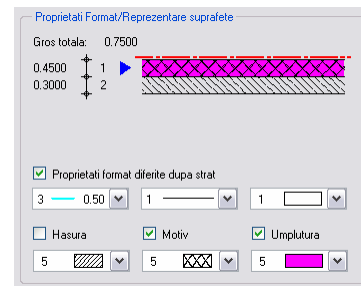 Proprietati Format/Reprezentare suprafete
Gros totala: 0.7500
0.4500 1
0.3000 2
Proprietati format diferite dupa strat
3 0.50 1 1
Hasura Motiv Umplutura
5 5 5